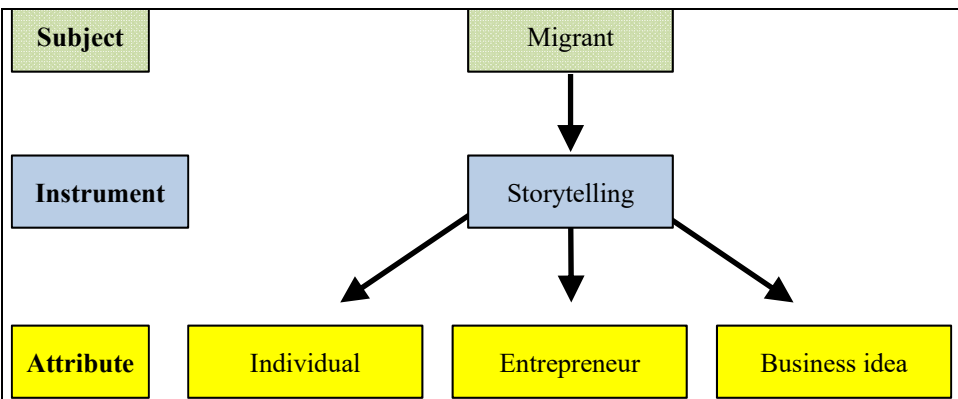 Subject
Migrant
Instrument
Storytelling
Attribute
Individual
Entrepreneur
Business idea